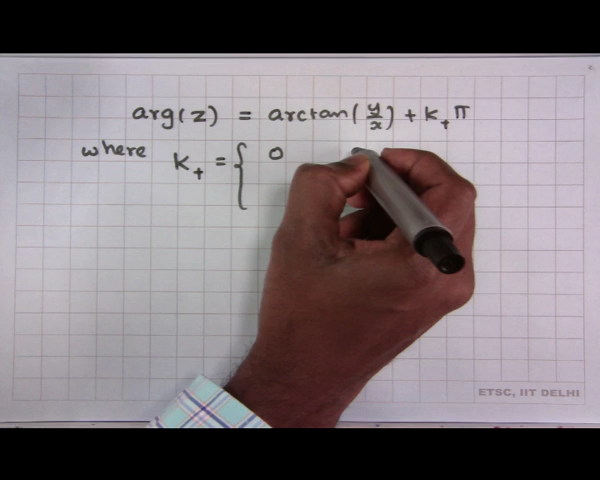 arg(z) = arctan(y/x) + K₊ π
where K₊ = { 0
ETSC, IIT DELHI